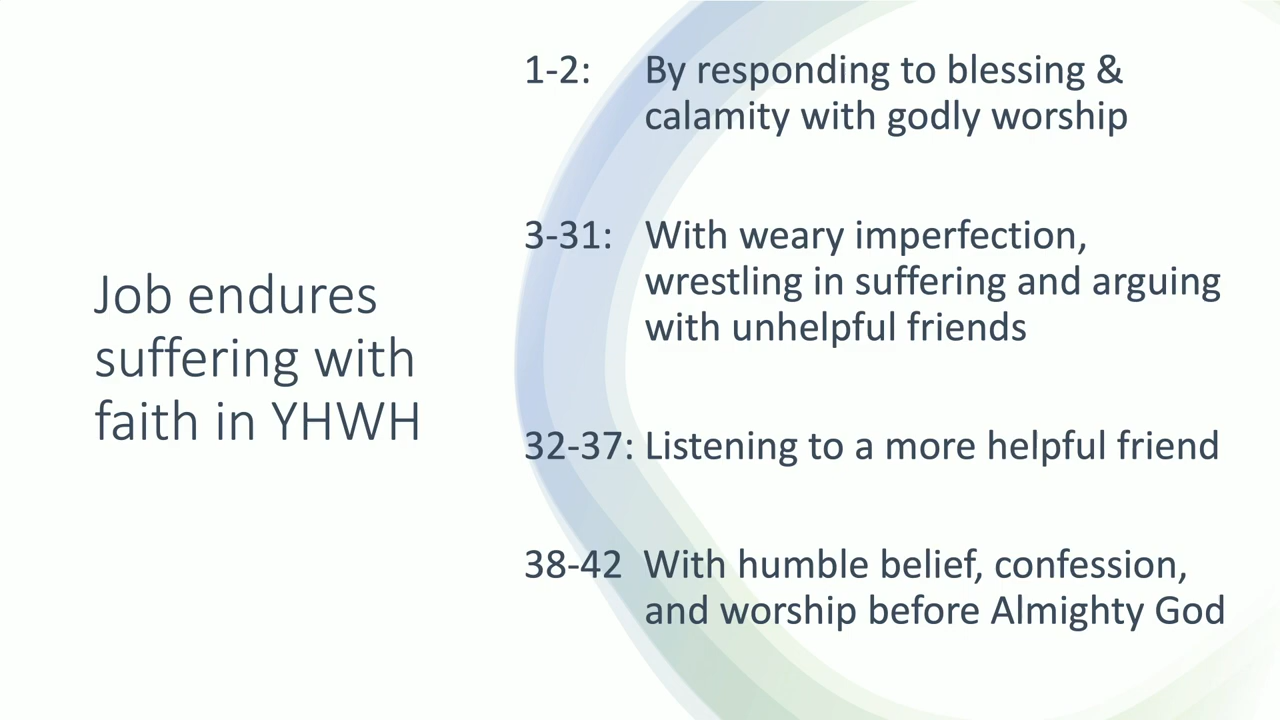 Job endures
suffering with
faith in YHWH
1-2: By responding to blessing &
calamity with godly worship
3-31: With weary imperfection,
wrestling in suffering and arguing
with unhelpful friends
32-37: Listening to a more helpful friend
38-42 With humble belief, confession,
and worship before Almighty God